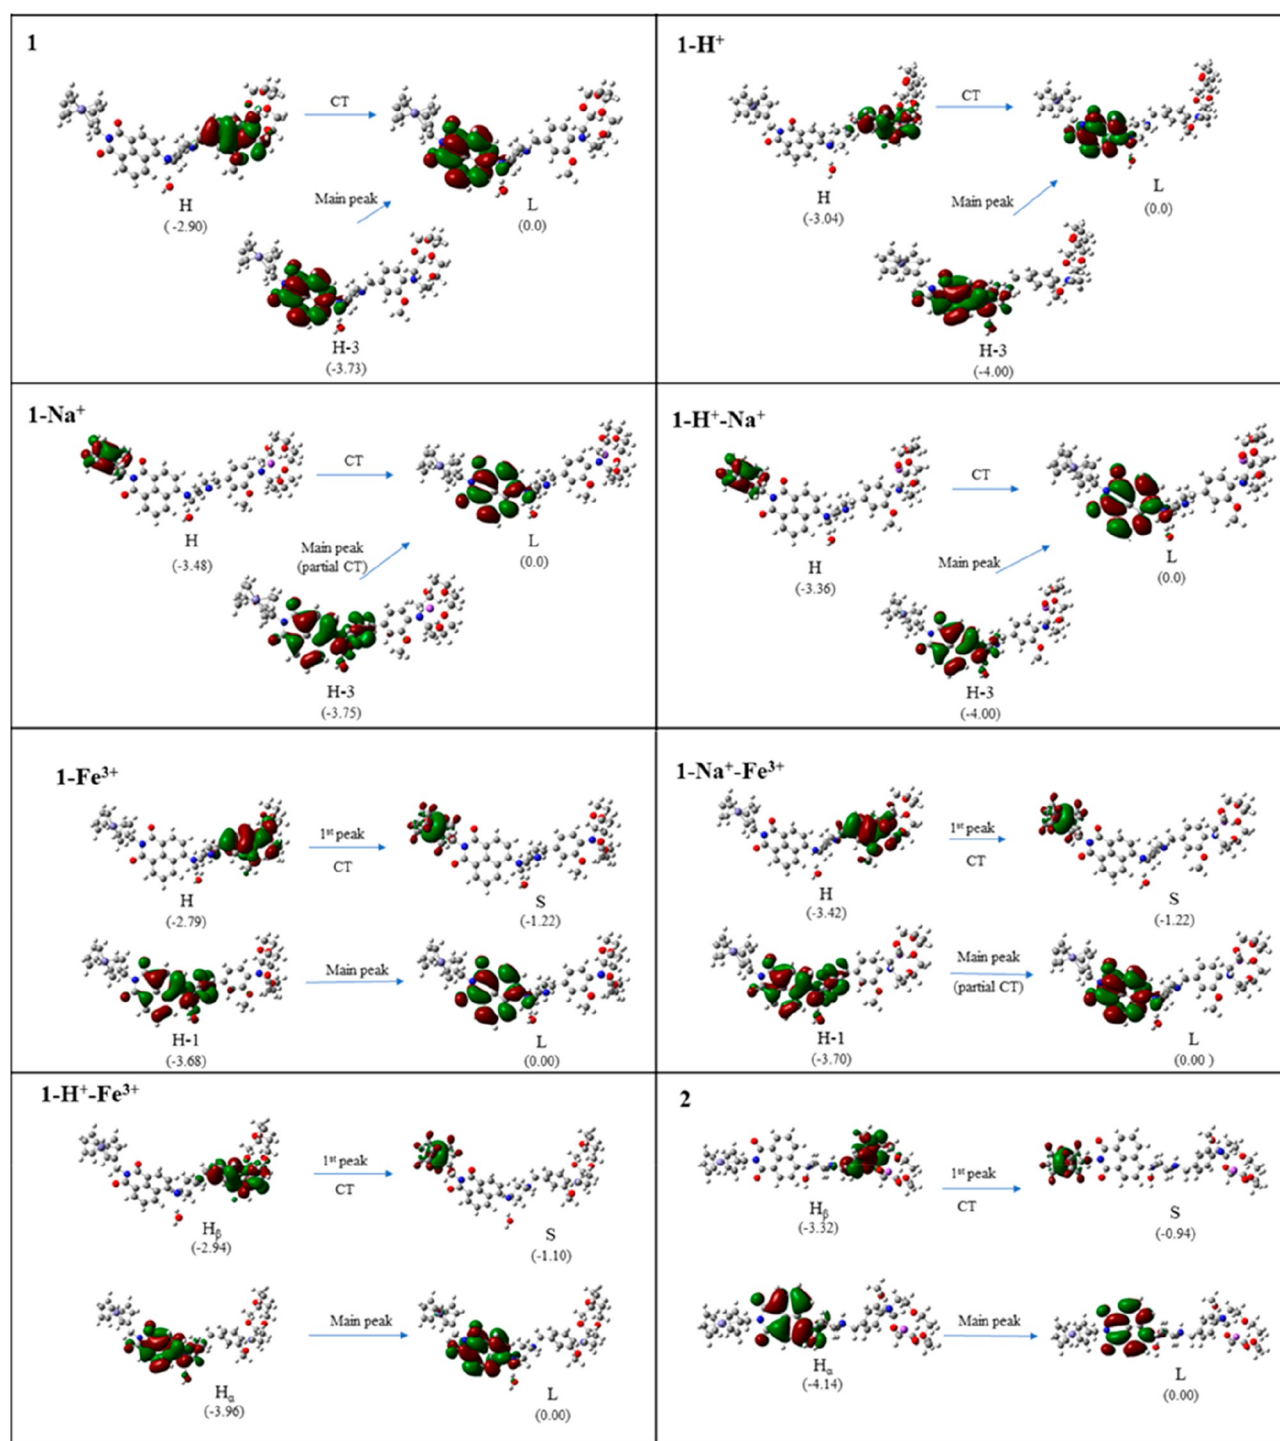 1
CT
H
(-2.90)
L
(0.0)
Main peak
H-3
(-3.73)
1-H⁺
CT
H
(-3.04)
L
(0.0)
Main peak
H-3
(-4.00)
1-Na⁺
CT
H
(-3.48)
L
(0.0)
Main peak
(partial CT)
H-3
(-3.75)
1-H⁺-Na⁺
CT
H
(-3.36)
L
(0.0)
Main peak
H-3
(-4.00)
1-Fe³⁺
1ˢᵗ peak
CT
H
(-2.79)
S
(-1.22)
Main peak
H-1
(-3.68)
L
(0.00)
1-Na⁺-Fe³⁺
1ˢᵗ peak
CT
H
(-3.42)
S
(-1.22)
Main peak
(partial CT)
H-1
(-3.70)
L
(0.00 )
1-H⁺-Fe³⁺
1ˢᵗ peak
CT
Hᵦ
(-2.94)
S
(-1.10)
Main peak
Hα
(-3.96)
L
(0.00)
2
1ˢᵗ peak
CT
Hᵦ
(-3.32)
S
(-0.94)
Main peak
Hα
(-4.14)
L
(0.00)